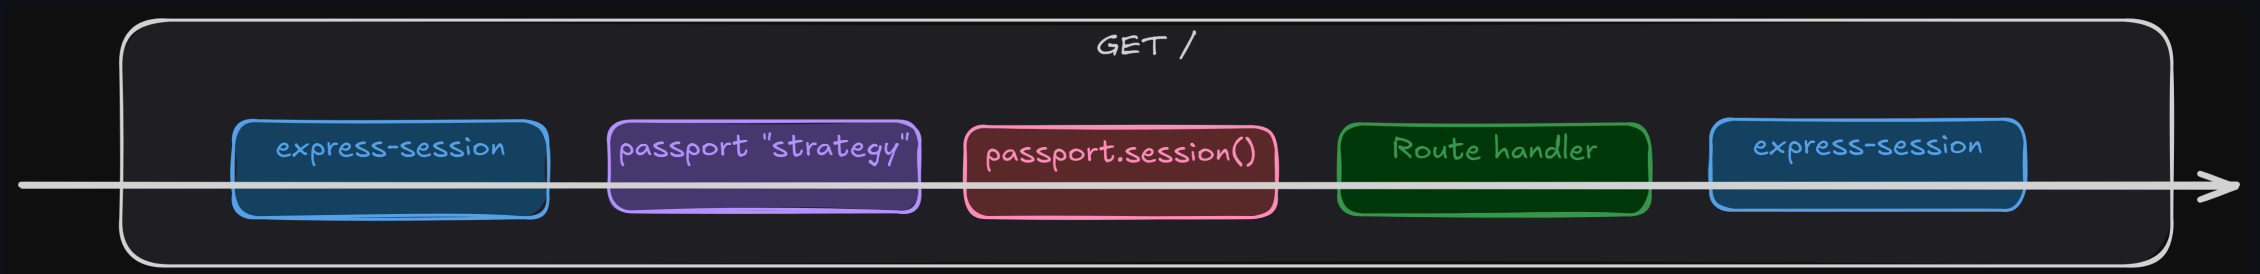 GET /
express-session
passport "strategy"
passport.session()
Route handler
express-session